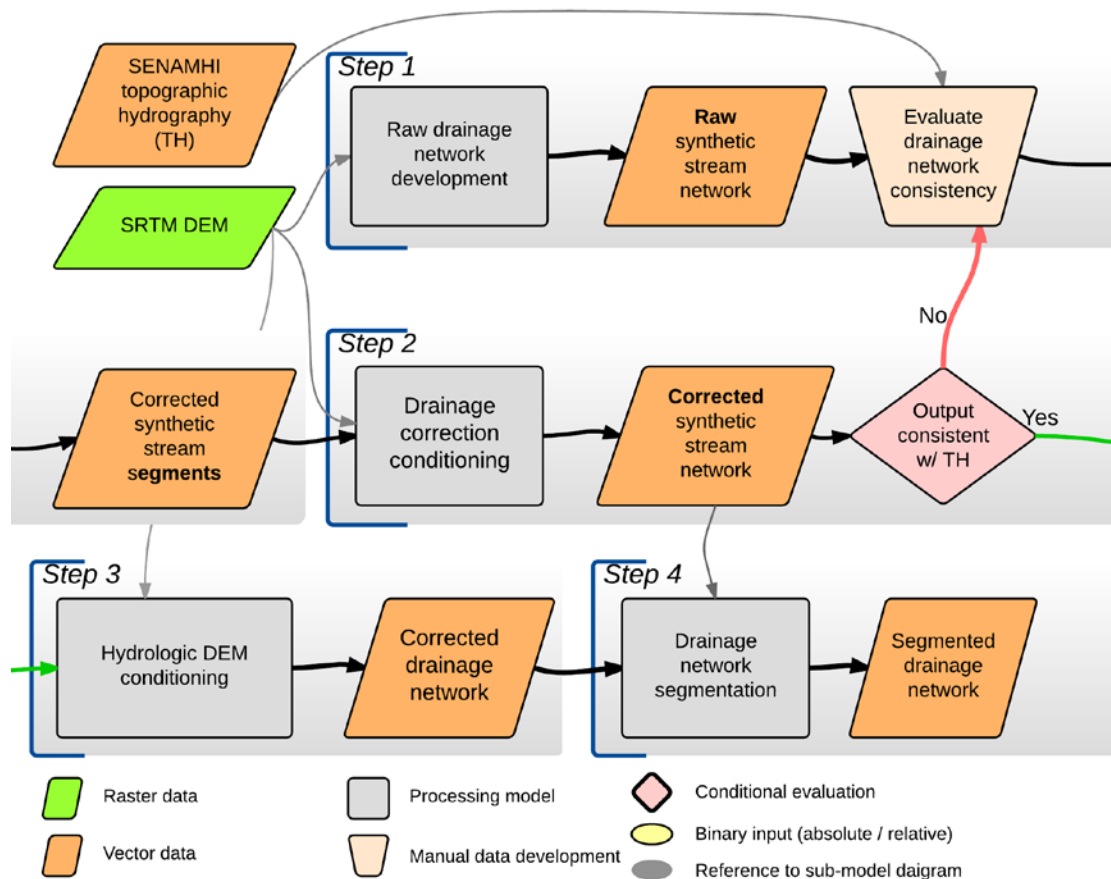 SENAMHI
topographic
hydrography
(TH)
SRTM DEM
Step 1
Raw drainage
network
development
Raw
synthetic
stream
network
Evaluate
drainage
network
consistency
No
Step 2
Corrected
synthetic
stream
segments
Drainage
correction
conditioning
Corrected
synthetic
stream
network
Output
consistent
w/ TH
Yes
Step 3
Hydrologic DEM
conditioning
Corrected
drainage
network
Step 4
Drainage
network
segmentation
Segmented
drainage
network
Raster data
Vector data
Processing model
Manual data development
Conditional evaluation
Binary input (absolute / relative)
Reference to sub-model daigram